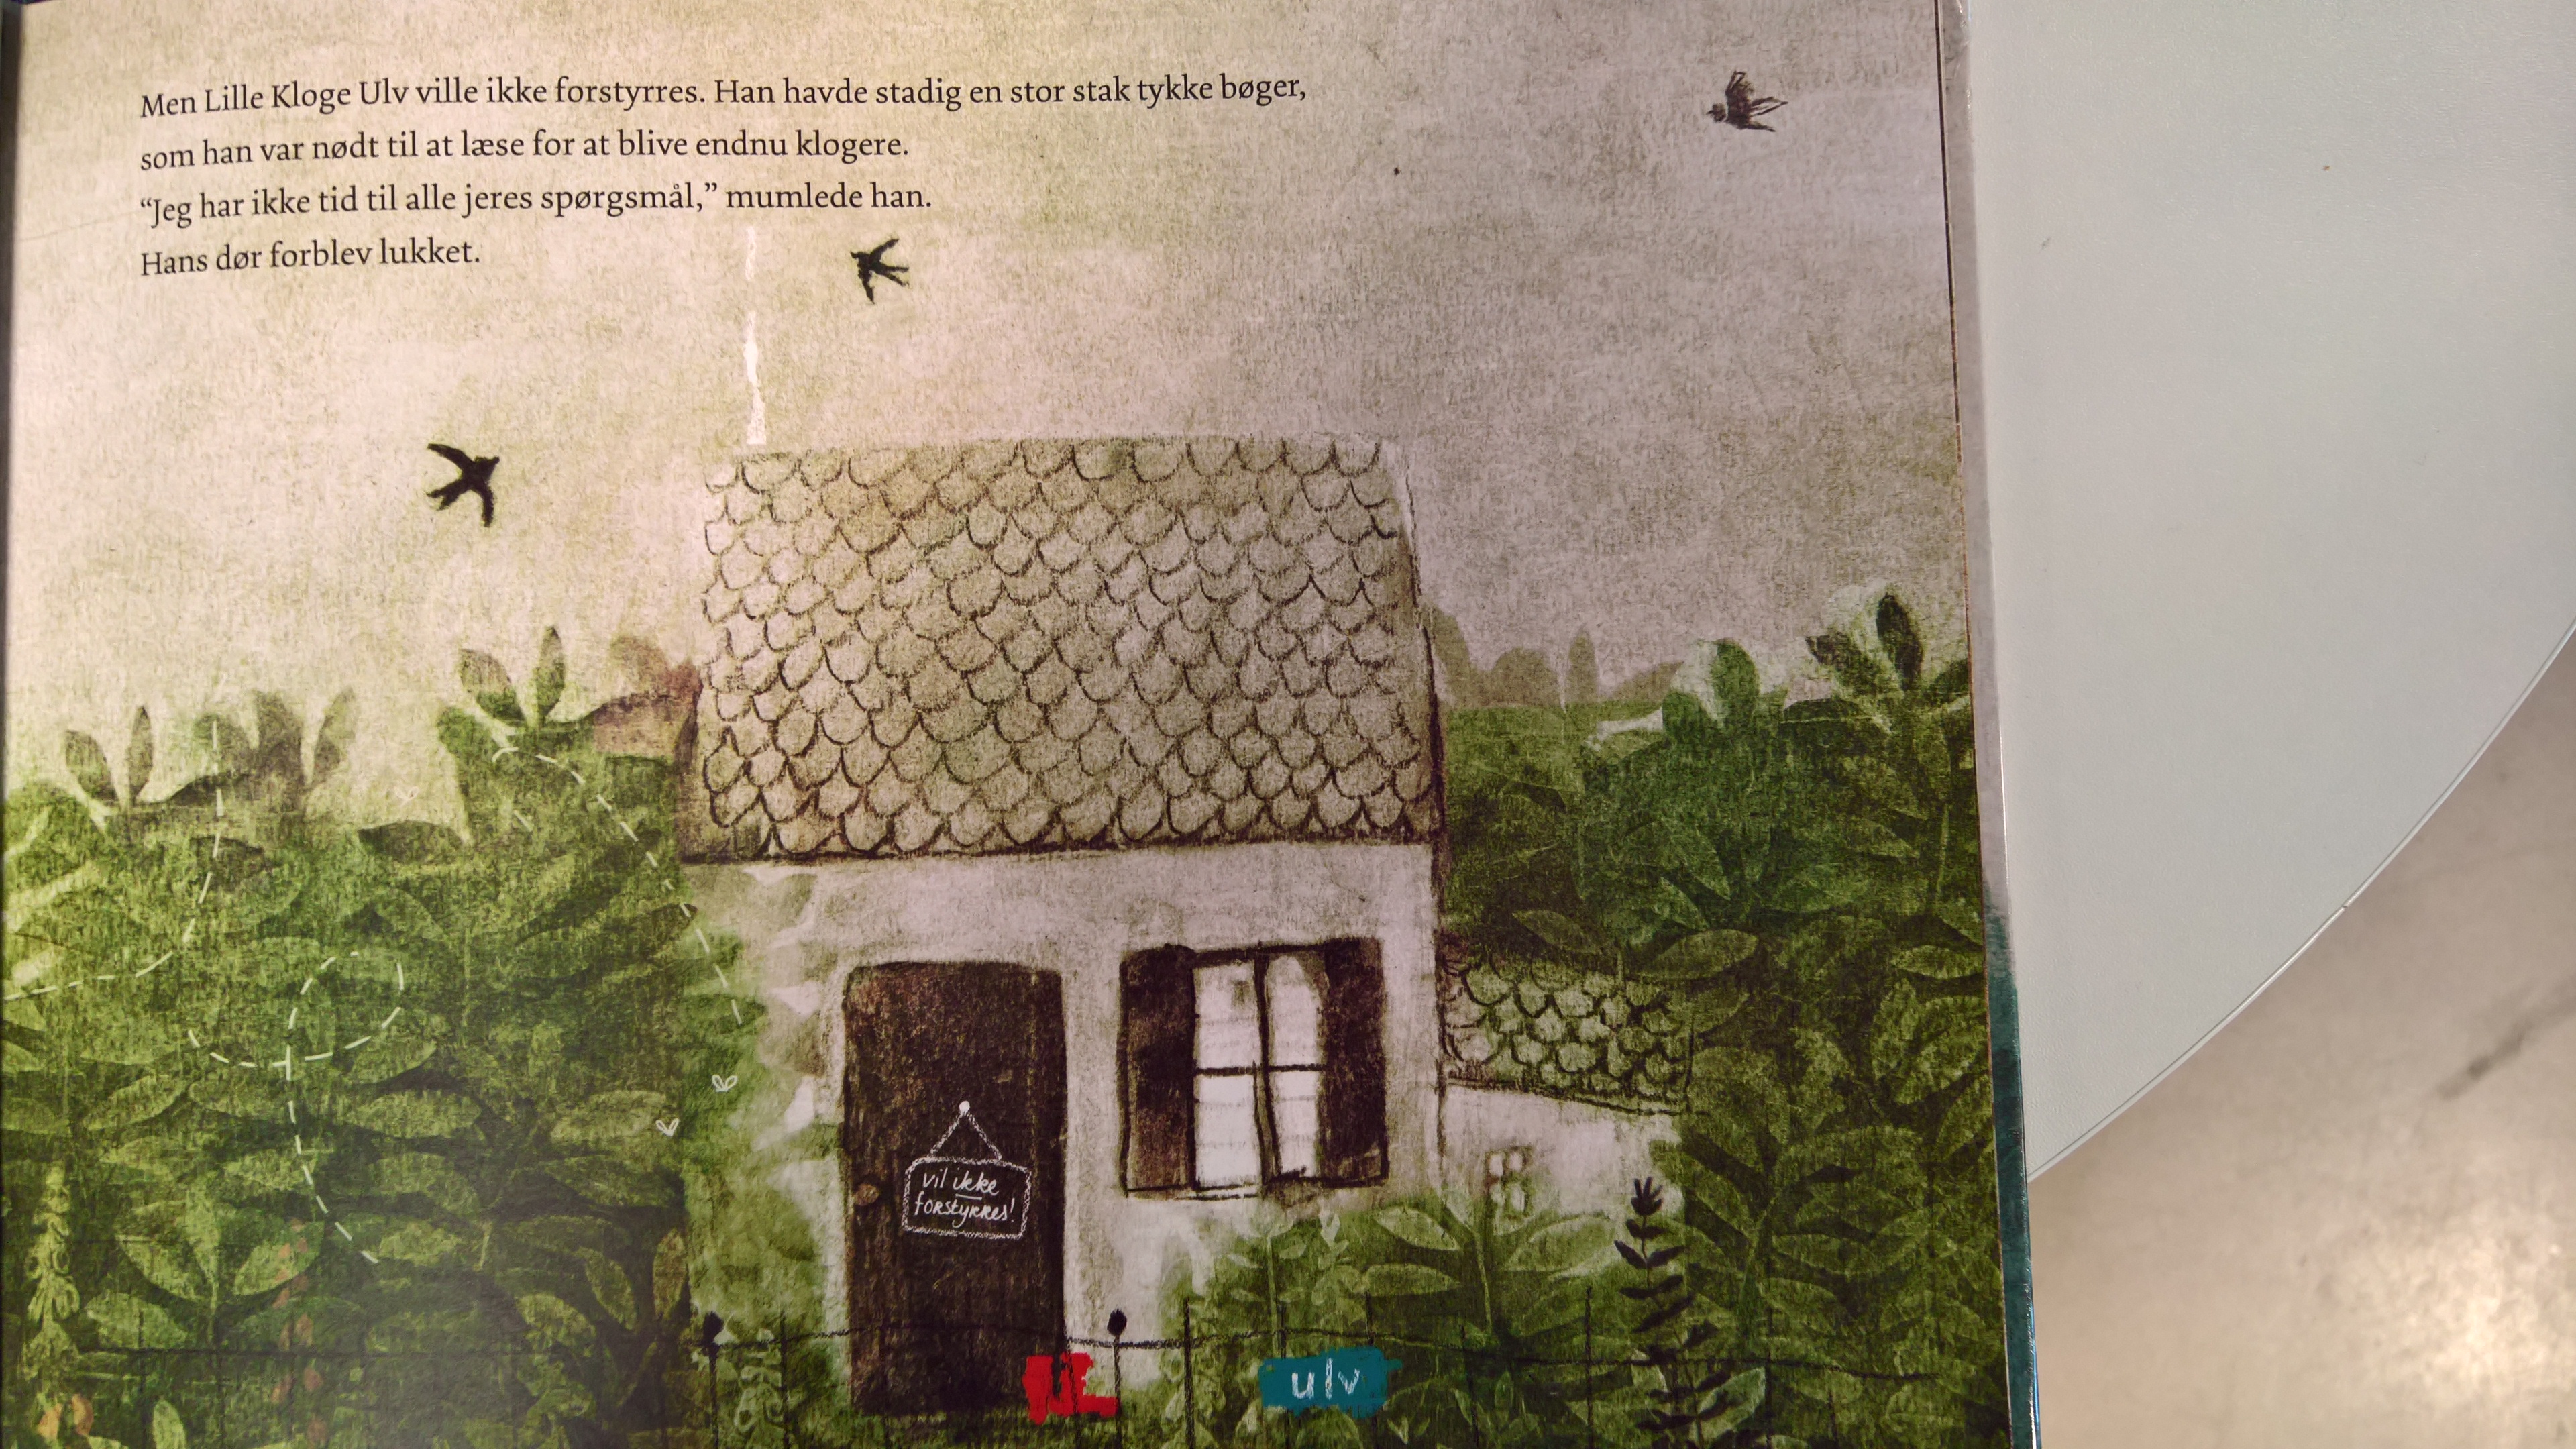 Men Lille Kloge Ulv ville ikke forstyrres. Han havde stadig en stor stak tykke bøger,
som han var nødt til at læse for at blive endnu klogere.
“Jeg har ikke tid til alle jeres spørgsmål,” mumlede han.
Hans dør forblev lukket.
vil ikke
forstyrres!
ulv